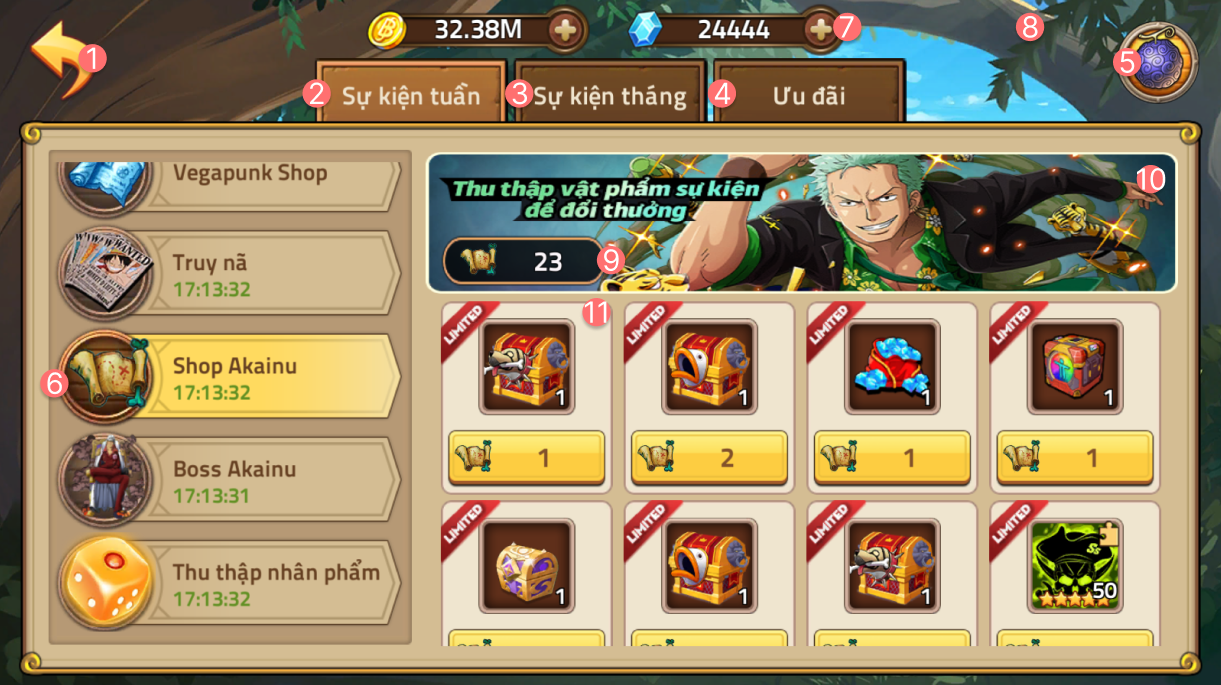 32.38M
24444
7
8
1
5
2
Sự kiện tuần
3
Sự kiện tháng
4
Ưu đãi
Vegapunk Shop
Truy nã
17:13:32
6
Shop Akainu
17:13:32
Boss Akainu
17:13:31
Thu thập nhân phẩm
17:13:32
10
Thu thập vật phẩm sự kiện
để đổi thưởng
23
9
11
LIMITED
1
LIMITED
1
LIMITED
1
LIMITED
1
1
2
1
1
LIMITED
1
LIMITED
1
LIMITED
1
LIMITED
SS
50